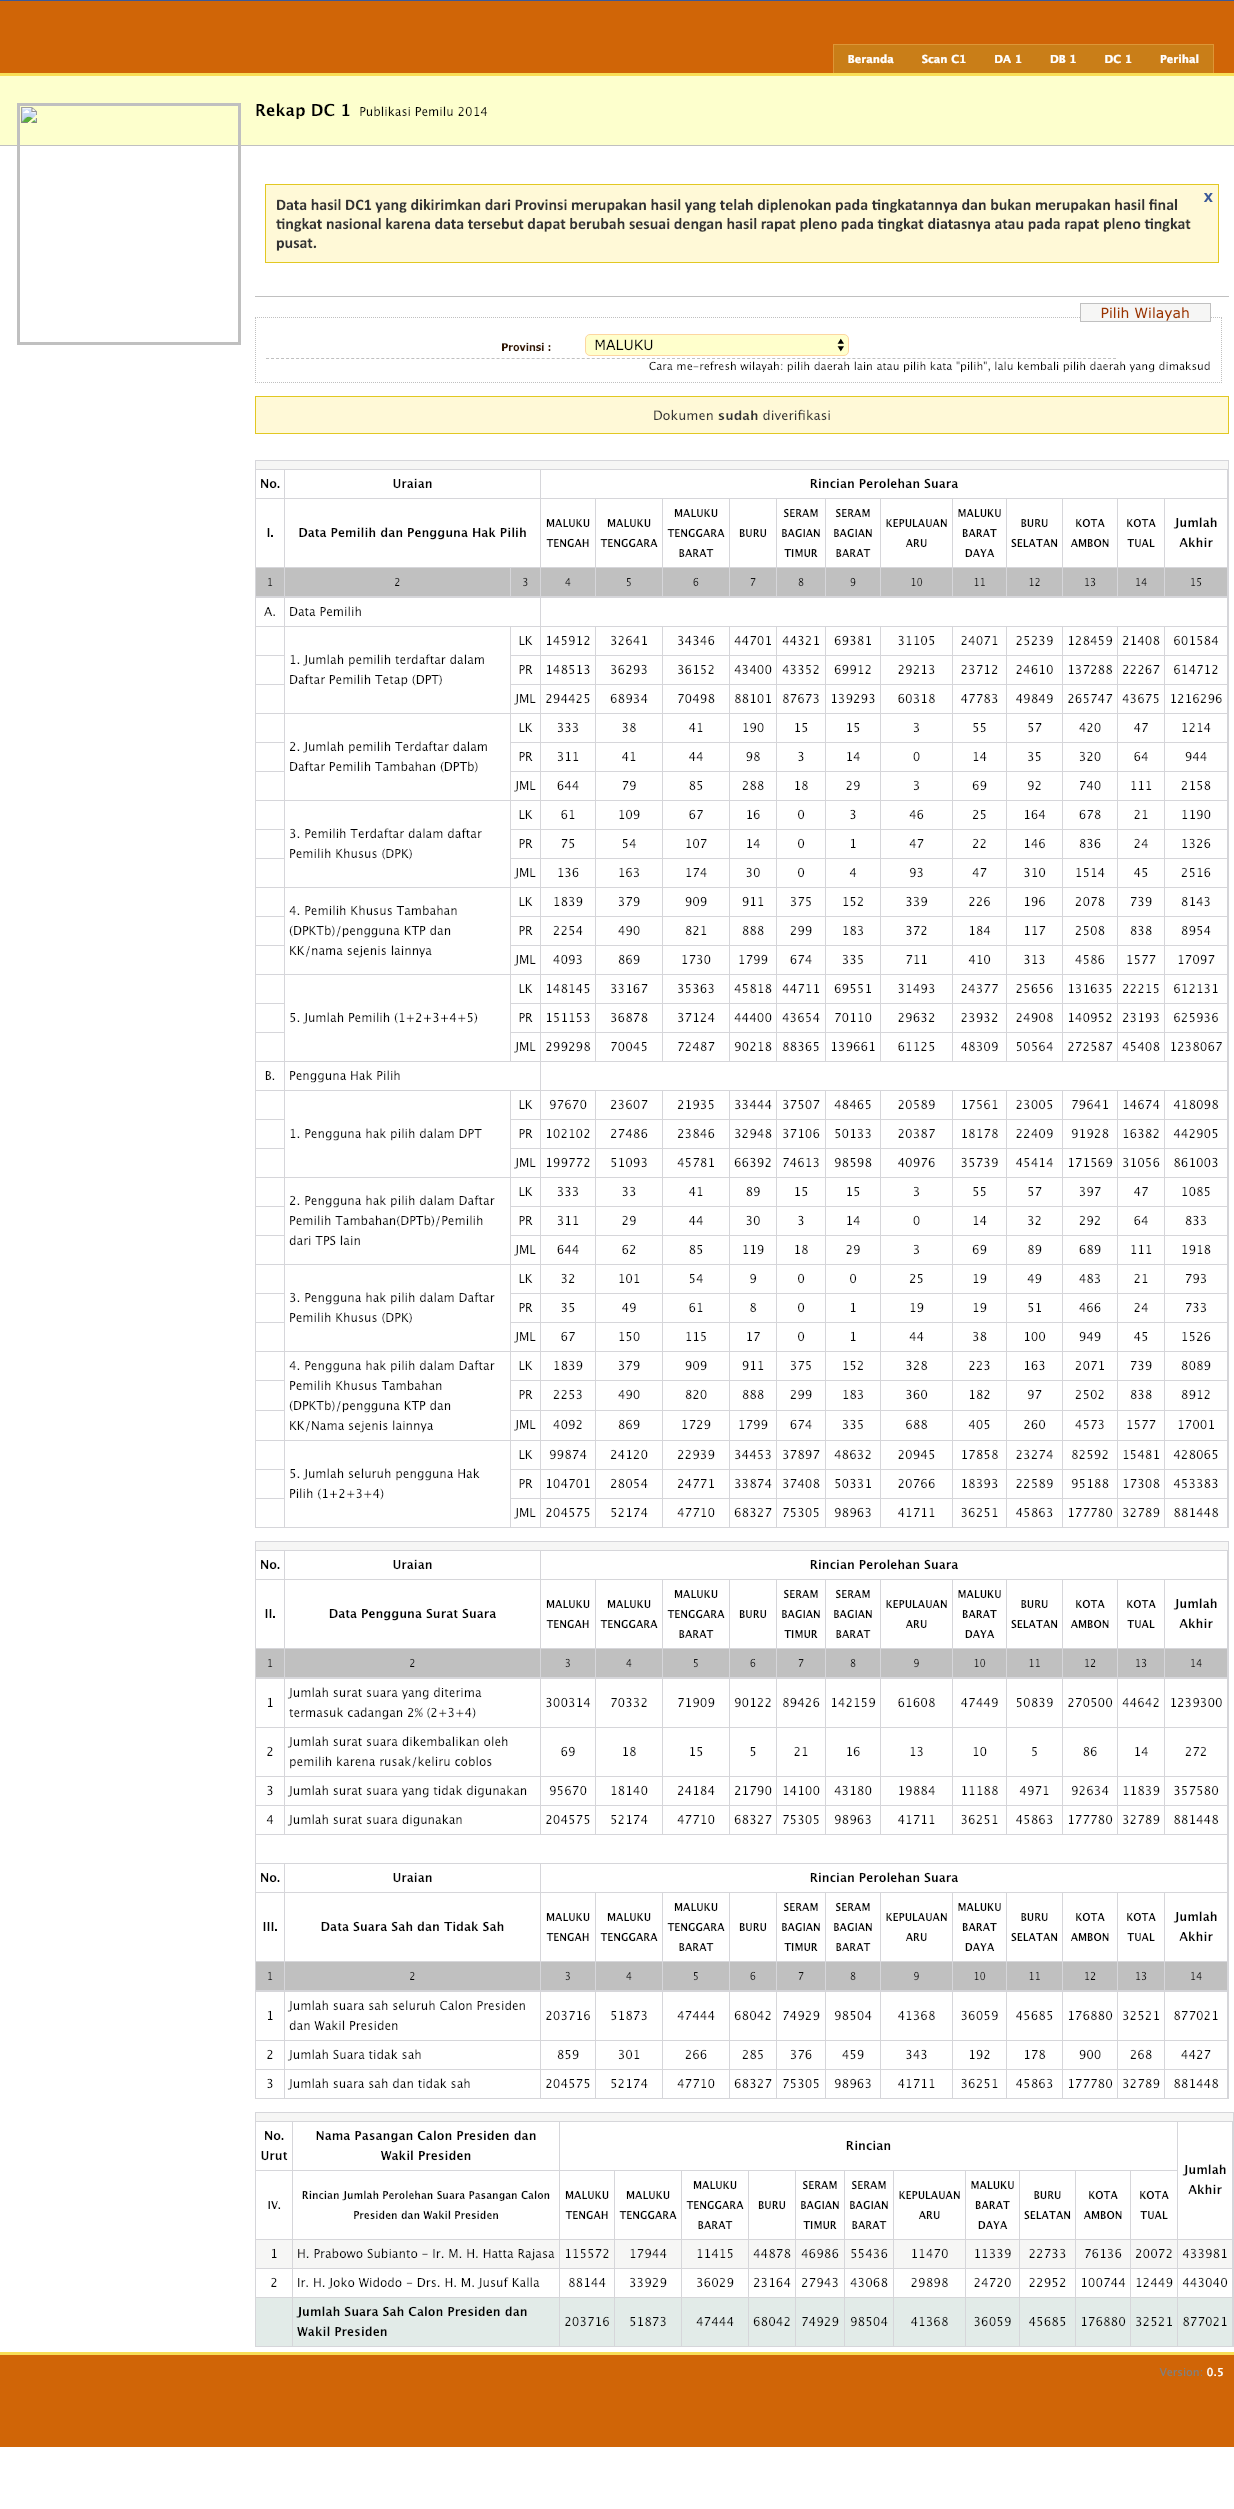 Beranda Scan C1 DA 1 DB 1 DC 1 Perihal
Rekap DC 1 Publikasi Pemilu 2014
x
Data hasil DC1 yang dikirimkan dari Provinsi merupakan hasil yang telah diplenokan pada tingkatannya dan bukan merupakan hasil final
tingkat nasional karena data tersebut dapat berubah sesuai dengan hasil rapat pleno pada tingkat diatasnya atau pada rapat pleno tingkat
pusat.
Pilih Wilayah
Provinsi : MALUKU
Cara me-refresh wilayah: pilih daerah lain atau pilih kata "pilih", lalu kembali pilih daerah yang dimaksud
Dokumen sudah diverifikasi
No. Uraian Rincian Perolehan Suara
I. Data Pemilih dan Pengguna Hak Pilih MALUKU TENGAH MALUKU TENGGARA MALUKU TENGGARA BARAT BURU SERAM BAGIAN TIMUR SERAM BAGIAN BARAT KEPULAUAN ARU MALUKU BARAT DAYA BURU SELATAN KOTA AMBON KOTA TUAL Jumlah Akhir
1 2 3 4 5 6 7 8 9 10 11 12 13 14 15
A. Data Pemilih
1. Jumlah pemilih terdaftar dalam
Daftar Pemilih Tetap (DPT)
LK 145912 32641 34346 44701 44321 69381 31105 24071 25239 128459 21408 601584
PR 148513 36293 36152 43400 43352 69912 29213 23712 24610 137288 22267 614712
JML 294425 68934 70498 88101 87673 139293 60318 47783 49849 265747 43675 1216296
2. Jumlah pemilih Terdaftar dalam
Daftar Pemilih Tambahan (DPTb)
LK 333 38 41 190 15 15 3 55 57 420 47 1214
PR 311 41 44 98 3 14 0 14 35 320 64 944
JML 644 79 85 288 18 29 3 69 92 740 111 2158
3. Pemilih Terdaftar dalam daftar
Pemilih Khusus (DPK)
LK 61 109 67 16 0 3 46 25 164 678 21 1190
PR 75 54 107 14 0 1 47 22 146 836 24 1326
JML 136 163 174 30 0 4 93 47 310 1514 45 2516
4. Pemilih Khusus Tambahan
(DPKTb)/pengguna KTP dan
KK/nama sejenis lainnya
LK 1839 379 909 911 375 152 339 226 196 2078 739 8143
PR 2254 490 821 888 299 183 372 184 117 2508 838 8954
JML 4093 869 1730 1799 674 335 711 410 313 4586 1577 17097
5. Jumlah Pemilih (1+2+3+4+5)
LK 148145 33167 35363 45818 44711 69551 31493 24377 25656 131635 22215 612131
PR 151153 36878 37124 44400 43654 70110 29632 23932 24908 140952 23193 625936
JML 299298 70045 72487 90218 88365 139661 61125 48309 50564 272587 45408 1238067
B. Pengguna Hak Pilih
1. Pengguna hak pilih dalam DPT
LK 97670 23607 21935 33444 37507 48465 20589 17561 23005 79641 14674 418098
PR 102102 27486 23846 32948 37106 50133 20387 18178 22409 91928 16382 442905
JML 199772 51093 45781 66392 74613 98598 40976 35739 45414 171569 31056 861003
2. Pengguna hak pilih dalam Daftar
Pemilih Tambahan(DPTb)/Pemilih
dari TPS lain
LK 333 33 41 89 15 15 3 55 57 397 47 1085
PR 311 29 44 30 3 14 0 14 32 292 64 833
JML 644 62 85 119 18 29 3 69 89 689 111 1918
3. Pengguna hak pilih dalam Daftar
Pemilih Khusus (DPK)
LK 32 101 54 9 0 0 25 19 49 483 21 793
PR 35 49 61 8 0 1 19 19 51 466 24 733
JML 67 150 115 17 0 1 44 38 100 949 45 1526
4. Pengguna hak pilih dalam Daftar
Pemilih Khusus Tambahan
(DPKTb)/pengguna KTP dan
KK/Nama sejenis lainnya
LK 1839 379 909 911 375 152 328 223 163 2071 739 8089
PR 2253 490 820 888 299 183 360 182 97 2502 838 8912
JML 4092 869 1729 1799 674 335 688 405 260 4573 1577 17001
5. Jumlah seluruh pengguna Hak
Pilih (1+2+3+4)
LK 99874 24120 22939 34453 37897 48632 20945 17858 23274 82592 15481 428065
PR 104701 28054 24771 33874 37408 50331 20766 18393 22589 95188 17308 453383
JML 204575 52174 47710 68327 75305 98963 41711 36251 45863 177780 32789 881448
No. Uraian Rincian Perolehan Suara
II. Data Pengguna Surat Suara MALUKU TENGAH MALUKU TENGGARA MALUKU TENGGARA BARAT BURU SERAM BAGIAN TIMUR SERAM BAGIAN BARAT KEPULAUAN ARU MALUKU BARAT DAYA BURU SELATAN KOTA AMBON KOTA TUAL Jumlah Akhir
1 2 3 4 5 6 7 8 9 10 11 12 13 14
1 Jumlah surat suara yang diterima termasuk cadangan 2% (2+3+4) 300314 70332 71909 90122 89426 142159 61608 47449 50839 270500 44642 1239300
2 Jumlah surat suara dikembalikan oleh pemilih karena rusak/keliru coblos 69 18 15 5 21 16 13 10 5 86 14 272
3 Jumlah surat suara yang tidak digunakan 95670 18140 24184 21790 14100 43180 19884 11188 4971 92634 11839 357580
4 Jumlah surat suara digunakan 204575 52174 47710 68327 75305 98963 41711 36251 45863 177780 32789 881448
No. Uraian Rincian Perolehan Suara
III. Data Suara Sah dan Tidak Sah MALUKU TENGAH MALUKU TENGGARA MALUKU TENGGARA BARAT BURU SERAM BAGIAN TIMUR SERAM BAGIAN BARAT KEPULAUAN ARU MALUKU BARAT DAYA BURU SELATAN KOTA AMBON KOTA TUAL Jumlah Akhir
1 2 3 4 5 6 7 8 9 10 11 12 13 14
1 Jumlah suara sah seluruh Calon Presiden dan Wakil Presiden 203716 51873 47444 68042 74929 98504 41368 36059 45685 176880 32521 877021
2 Jumlah Suara tidak sah 859 301 266 285 376 459 343 192 178 900 268 4427
3 Jumlah suara sah dan tidak sah 204575 52174 47710 68327 75305 98963 41711 36251 45863 177780 32789 881448
No. Urut Nama Pasangan Calon Presiden dan Wakil Presiden Rincian Jumlah Akhir
IV. Rincian Jumlah Perolehan Suara Pasangan Calon Presiden dan Wakil Presiden MALUKU TENGAH MALUKU TENGGARA MALUKU TENGGARA BARAT BURU SERAM BAGIAN TIMUR SERAM BAGIAN BARAT KEPULAUAN ARU MALUKU BARAT DAYA BURU SELATAN KOTA AMBON KOTA TUAL
1 H. Prabowo Subianto - Ir. M. H. Hatta Rajasa 115572 17944 11415 44878 46986 55436 11470 11339 22733 76136 20072 433981
2 Ir. H. Joko Widodo - Drs. H. M. Jusuf Kalla 88144 33929 36029 23164 27943 43068 29898 24720 22952 100744 12449 443040
Jumlah Suara Sah Calon Presiden dan Wakil Presiden 203716 51873 47444 68042 74929 98504 41368 36059 45685 176880 32521 877021
Version 0.5